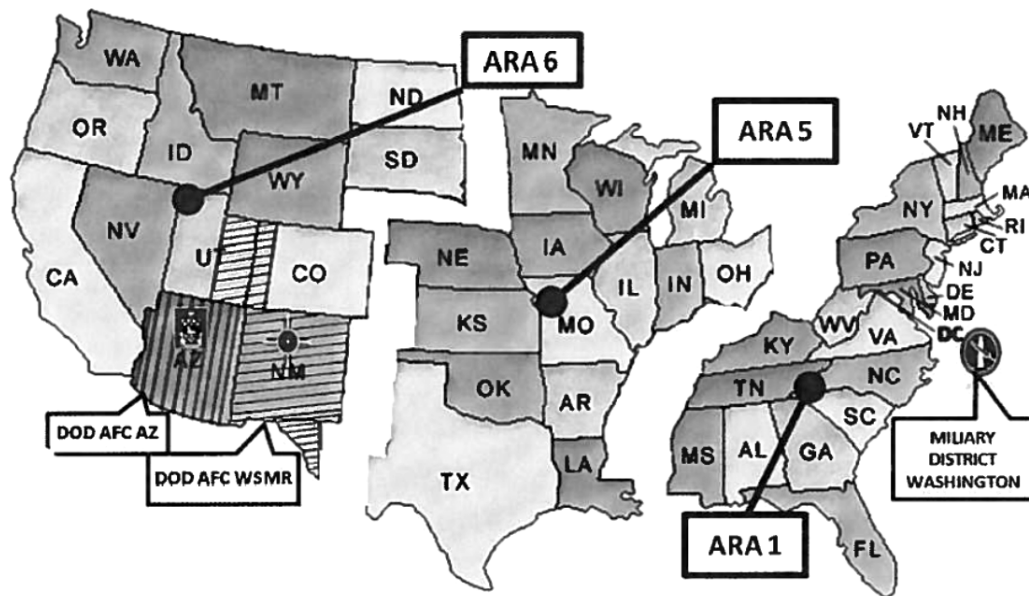 ARA 6
ARA 5
WA
MT
ND
OR
ID
SD
WY
NV
UT
CO
CA
AZ
NM
MN
WI
MI
IA
NE
IL
IN
OH
KS
MO
OK
AR
TX
LA
NH
VT
ME
MA
NY
RI
CT
PA
NJ
DE
MD
DC
WV
VA
KY
TN
NC
SC
MS
AL
GA
FL
DOD AFC AZ
DOD AFC WSMR
MILIARY
DISTRICT
WASHINGTON
ARA 1